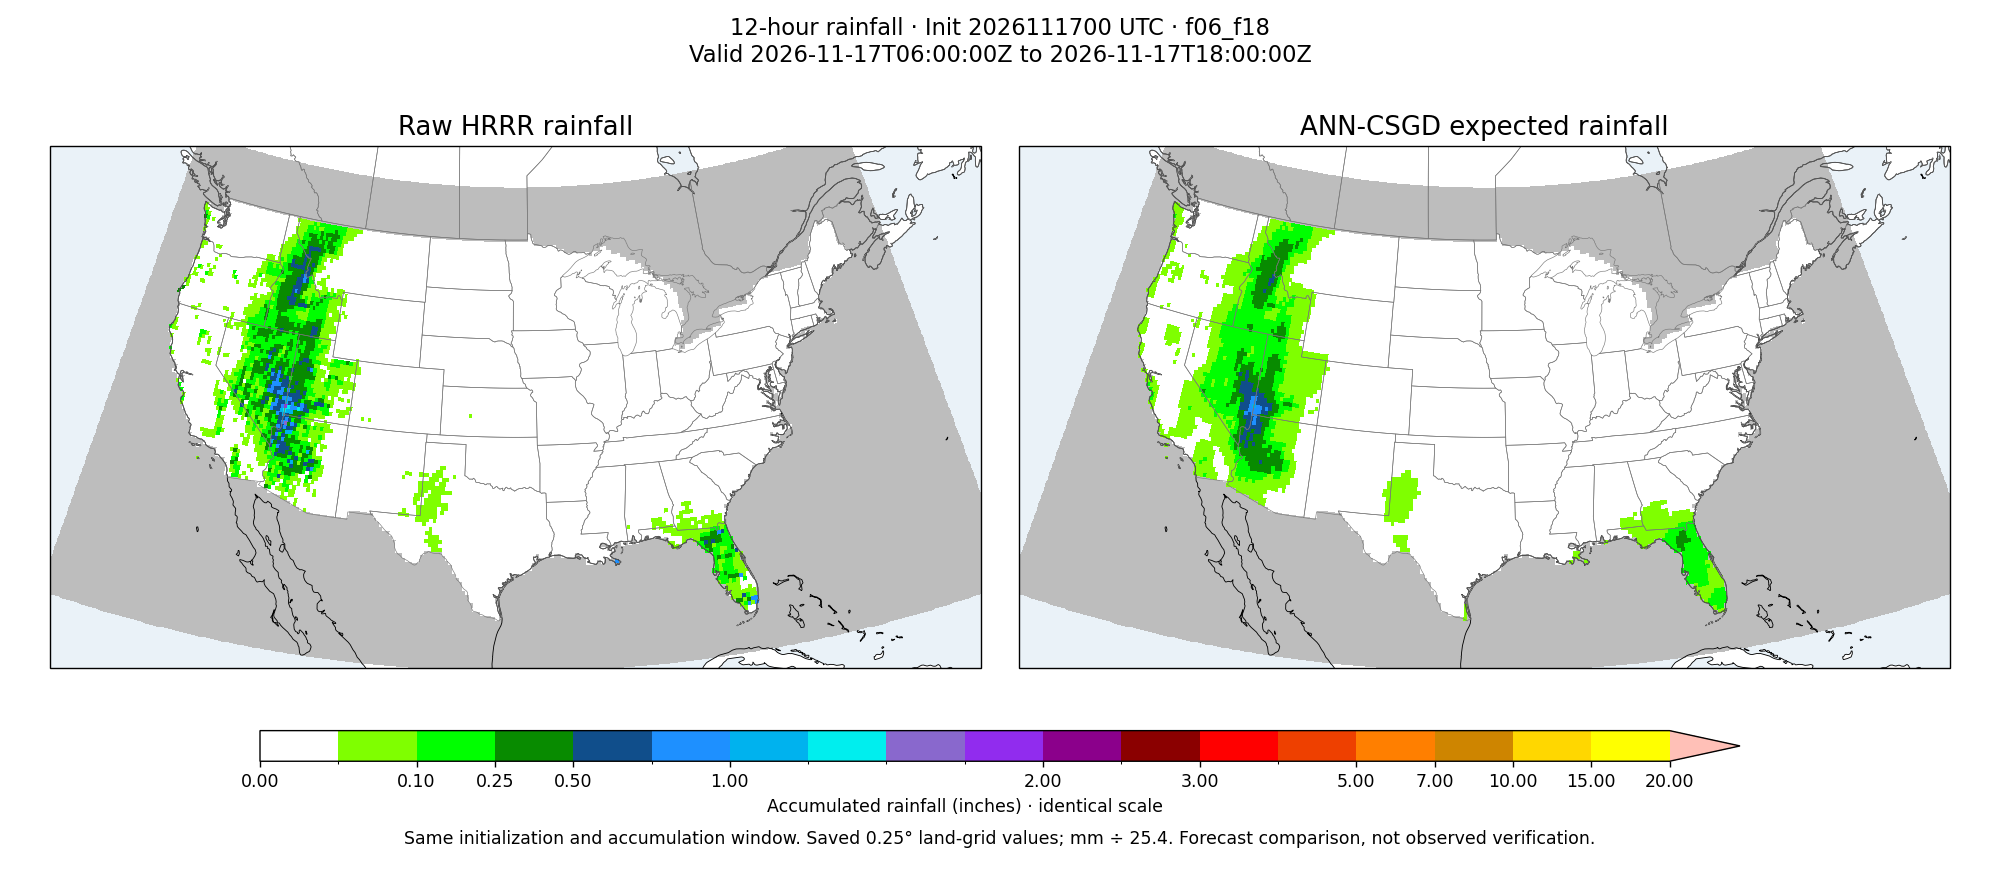 12-hour rainfall · Init 2026111700 UTC · f06_f18
Valid 2026-11-17T06:00:00Z to 2026-11-17T18:00:00Z
Raw HRRR rainfall
ANN-CSGD expected rainfall
0.00 0.10 0.25 0.50 1.00 2.00 3.00 5.00 7.00 10.00 15.00 20.00
Accumulated rainfall (inches) · identical scale
Same initialization and accumulation window. Saved 0.25° land-grid values; mm ÷ 25.4. Forecast comparison, not observed verification.